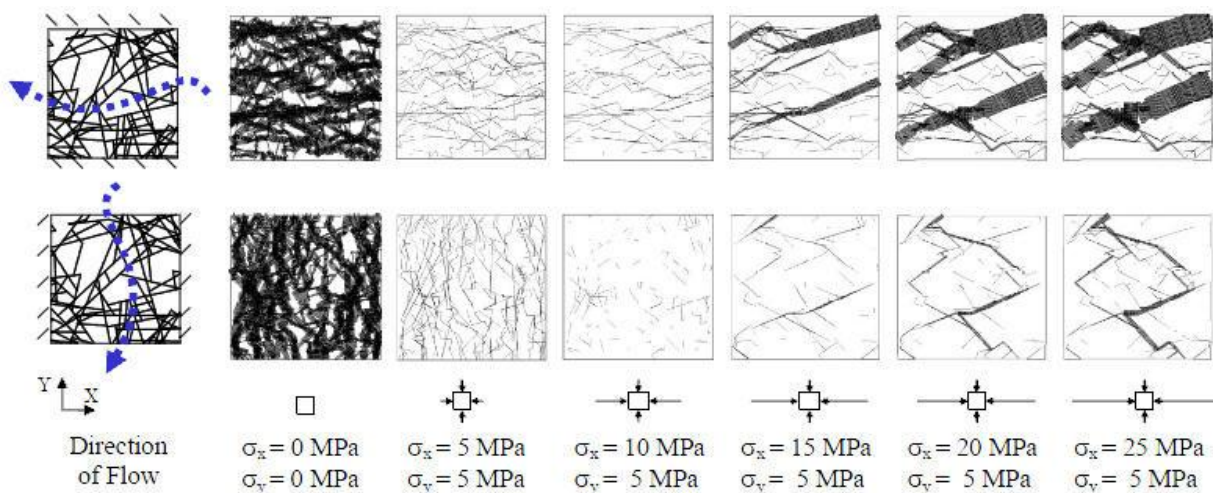 Y
X
Direction
of Flow
σx = 0 MPa
σy = 0 MPa
σx = 5 MPa
σy = 5 MPa
σx = 10 MPa
σy 5 MPa
σx = 15 MPa
σy 5 MPa
σx = 20 MPa
σy 5 MPa
σx = 25 MPa
σy 5 MPa